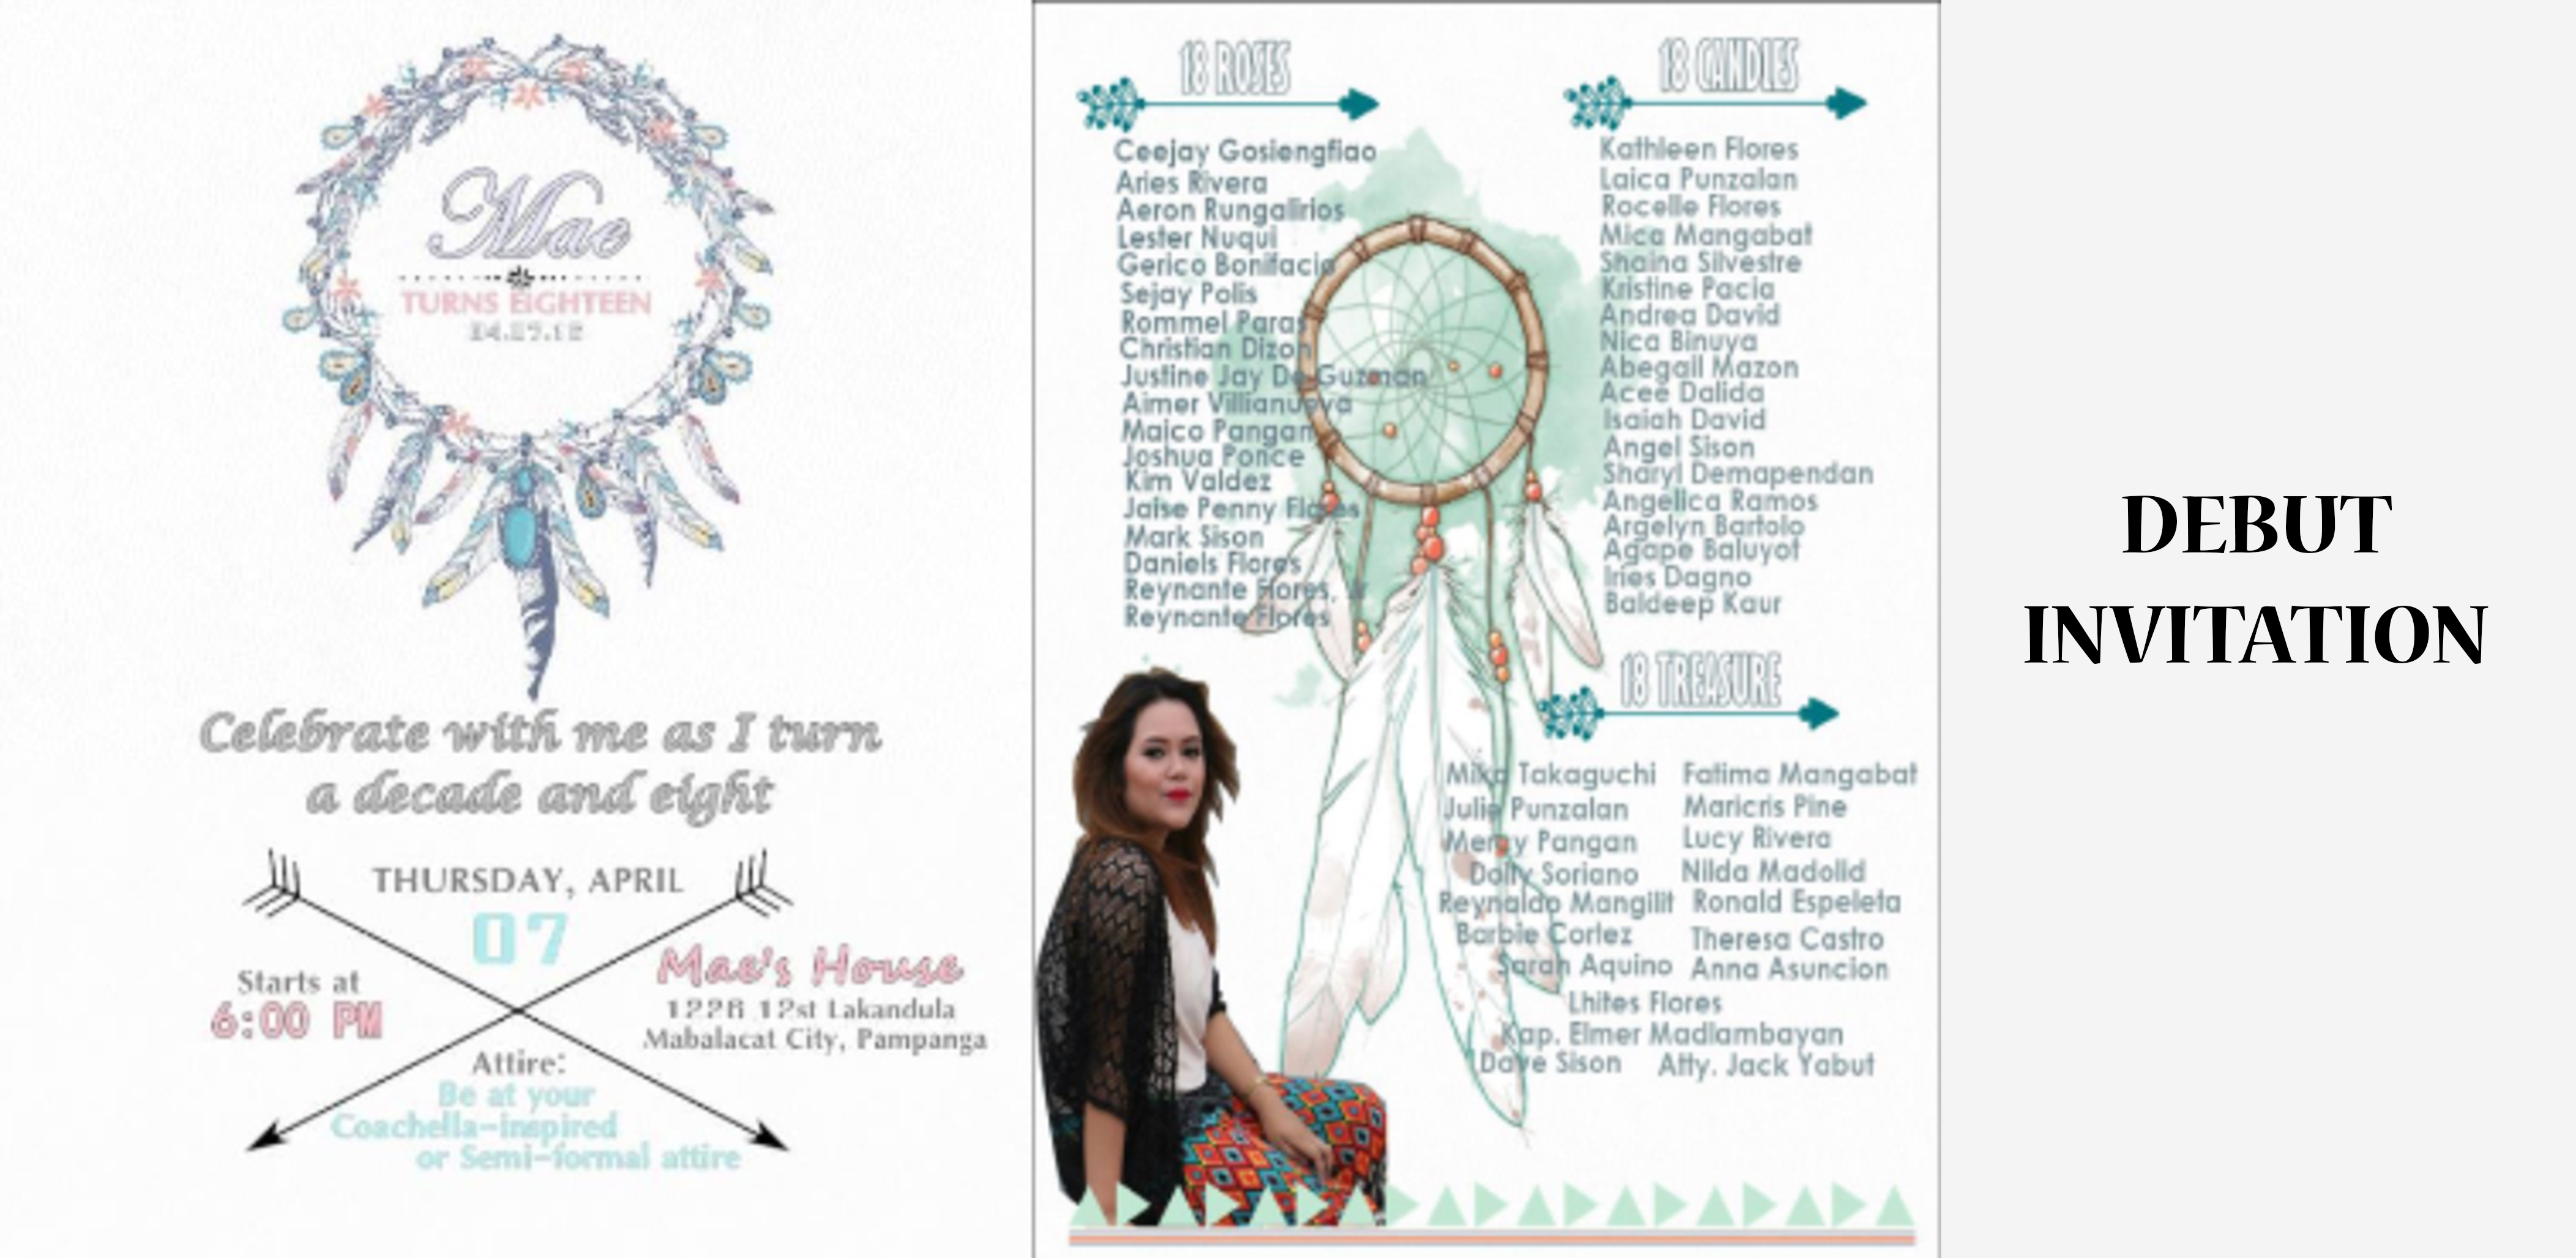 Mae
TURNS EIGHTEEN
Celebrate with me as I turn
a decade and eight
THURSDAY, APRIL
07
Starts at
6:00 PM
Mae's House
12st Lakandula
Mabalacat City, Pampanga
Attire:
Be at your
Coachella-inspired
or Semi-formal attire
18 ROSES
Ceejay Gosiengfiao
Aries Rivera
Aeron Rungalirios
Lester Nuqui
Gerico Bonifacio
Sejay Polis
Rommel Paras
Christian Dizon
Justine Jay De Guzman
Aimer Villianueva
Maico Pangan
Joshua Ponce
Kim Valdez
Jaise Penny Flores
Mark Sison
Daniels Flores
Reynante Flores, Jr
Reynante Flores
18 CANDLES
Kathleen Flores
Laica Punzalan
Rocelle Flores
Mica Mangabat
Shaina Silvestre
Kristine Pacia
Andrea David
Nica Binuya
Abegail Mazon
Acee Dalida
Isaiah David
Angel Sison
Sharyl Demapendan
Angelica Ramos
Argelyn Bartolo
Agape Baluyot
Iries Dagno
Baldeep Kaur
18 TREASURE
Mika Takaguchi Fatima Mangabat
Julie Punzalan Maricris Pine
Mercy Pangan Lucy Rivera
Dolly Soriano Nilda Madolid
Reynaldo Mangilit Ronald Espeleta
Barbie Cortez Theresa Castro
Sarah Aquino Anna Asuncion
Lhites Flores
Kap. Elmer Madlambayan
Dave Sison Atty. Jack Yabut
DEBUT
INVITATION